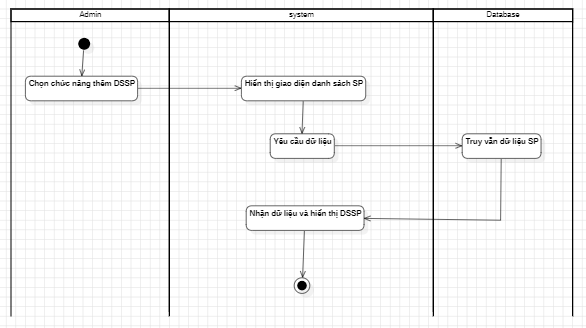 Admin
system
Database
Chọn chức năng thêm DSSP
Hiển thị giao diện danh sách SP
Yêu cầu dữ liệu
Truy vấn dữ liệu SP
Nhận dữ liệu và hiển thị DSSP